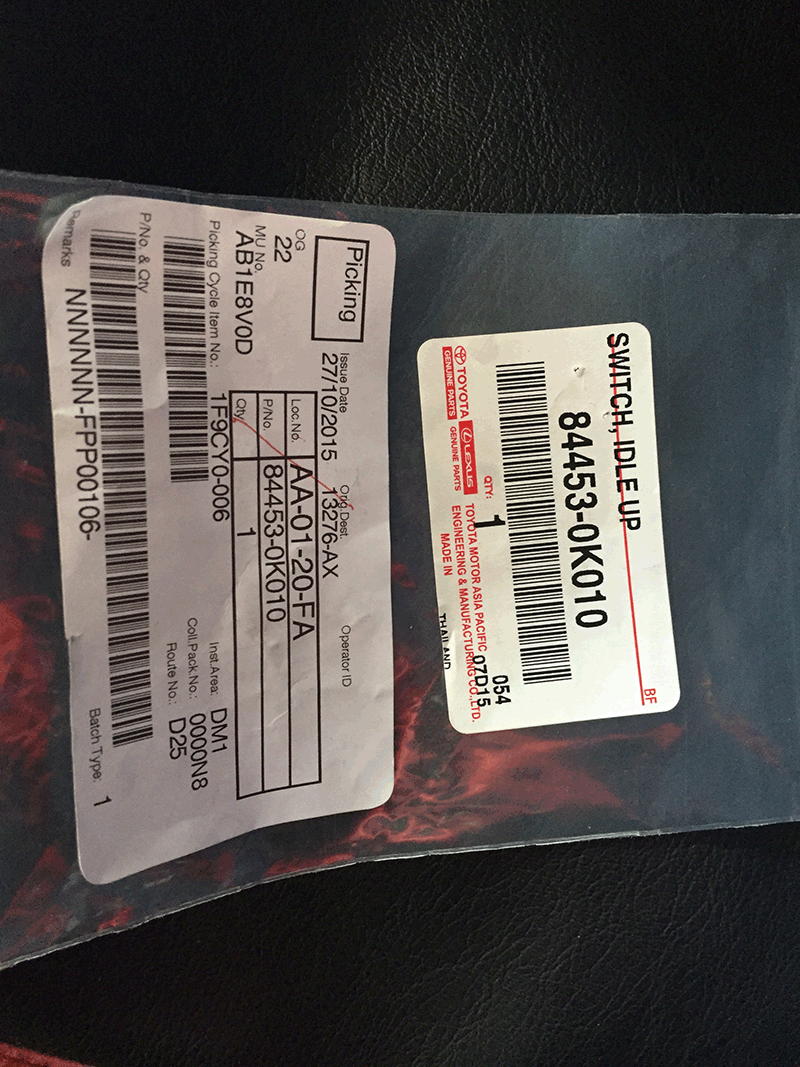 Picking
Issue Date
27/10/2015
Orig.Dest.
13276-AX
Operator ID
OG
22
MU No.
AB1E8V0D
Loc.No. AA-01-20-FA
P/No. 84453-0K010
Qty 1
Picking Cycle Item No.: 1F9CY0-006
Inst.Area: DM1
Coll.Pack.No.: 0000N8
Route No.: D25
P/No. & Qty
Remarks NNNNNN-FPP00106-
Batch Type: 1
SWITCH, IDLE UP
BF
84453-0K010
TOYOTA
GENUINE PARTS
LEXUS
GENUINE PARTS
QTY:
1
054
07D15
TOYOTA MOTOR ASIA PACIFIC
ENGINEERING & MANUFACTURING CO.,LTD.
MADE IN THAILAND